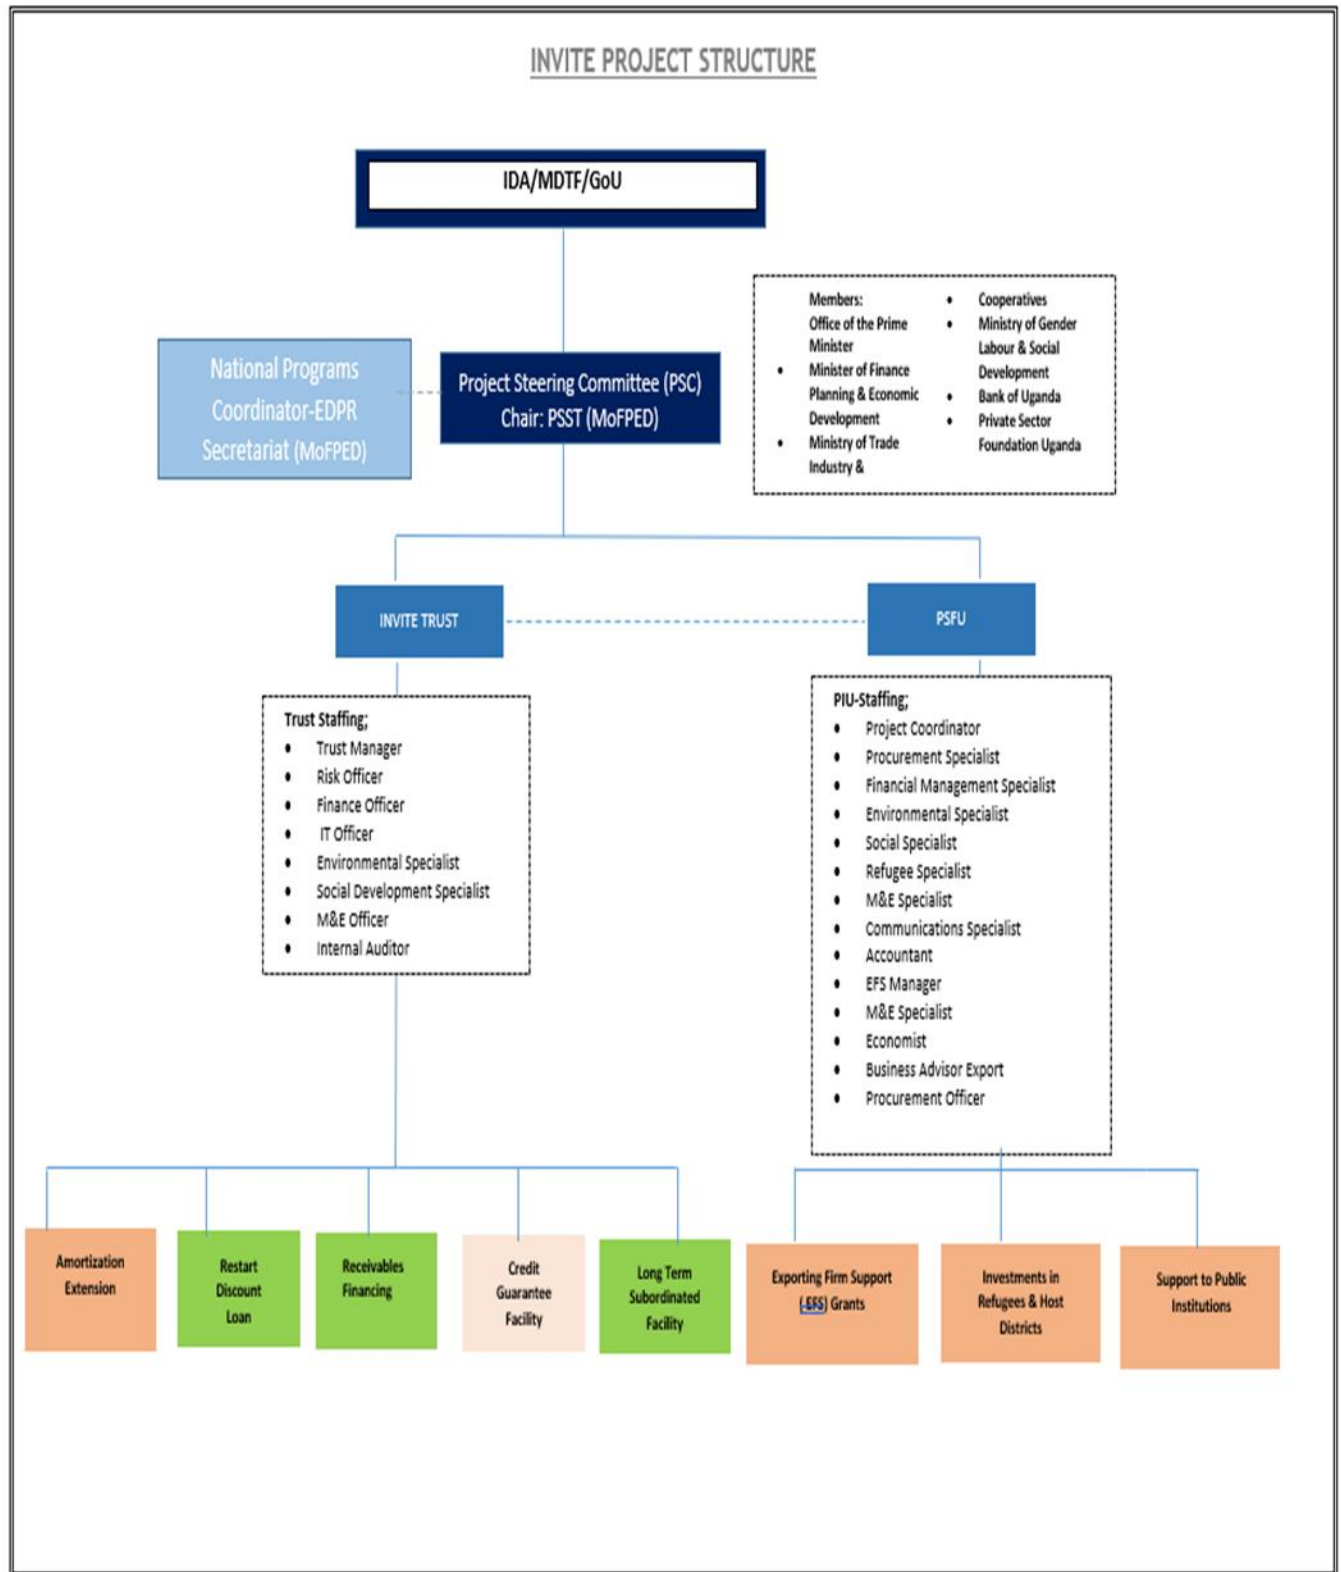 INVITE PROJECT STRUCTURE
IDA/MDTF/GoU
National Programs
Coordinator-EDPR
Secretariat (MoFPED)
Project Steering Committee (PSC)
Chair: PSST (MoFPED)
Members:
Office of the Prime
Minister
• Minister of Finance
Planning & Economic
Development
• Ministry of Trade
Industry &
• Cooperatives
• Ministry of Gender
Labour & Social
Development
• Bank of Uganda
• Private Sector
Foundation Uganda
INVITE TRUST
PSFU
Trust Staffing;
• Trust Manager
• Risk Officer
• Finance Officer
• IT Officer
• Environmental Specialist
• Social Development Specialist
• M&E Officer
• Internal Auditor
PIU-Staffing;
• Project Coordinator
• Procurement Specialist
• Financial Management Specialist
• Environmental Specialist
• Social Specialist
• Refugee Specialist
• M&E Specialist
• Communications Specialist
• Accountant
• EFS Manager
• M&E Specialist
• Economist
• Business Advisor Export
• Procurement Officer
Amortization
Extension
Restart
Discount
Loan
Receivables
Financing
Credit
Guarantee
Facility
Long Term
Subordinated
Facility
Exporting Firm Support
( EFS) Grants
Investments in
Refugees & Host
Districts
Support to Public
Institutions